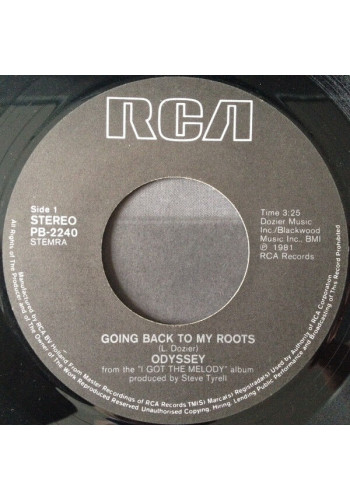 RCA
Side 1
STEREO
PB-2240
STEMRA
Time 3:25
Dozier Music
Inc./Blackwood
Music Inc., BMI
℗ 1981
RCA Records
GOING BACK TO MY ROOTS
(L. Dozier)
ODYSSEY
from the "I GOT THE MELODY" album
produced by Steve Tyrell
All Rights of The Producer and of the Owner of The Work Reproduced Reserved Unauthorised Copying, Hiring, Lending Public Performance and Broadcasting of This Record Prohibited
Manufactured by RCA BV Holland From Master Recordings of RCA Records TM(S) Marca(s) Registrada(s) Used by Authority of RCA Corporation